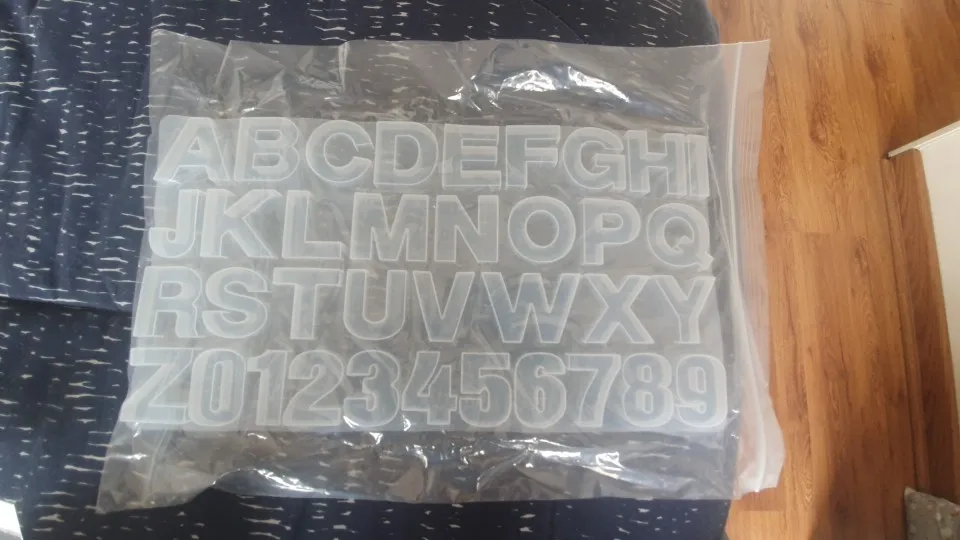 ABCDEFGHI
JKLMNOPQ
RSTUVWXY
Z0123456789